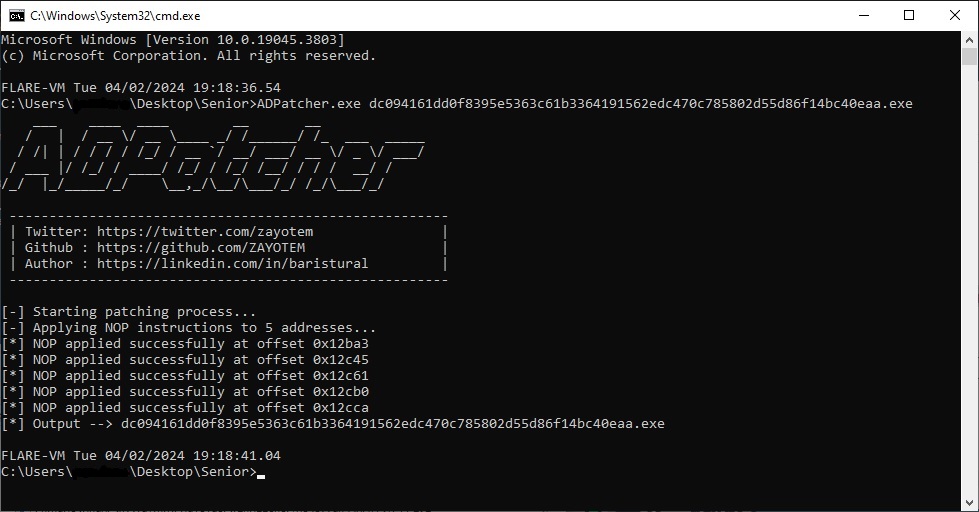 C:\Windows\System32\cmd.exe
Microsoft Windows [Version 10.0.19045.3803]
(c) Microsoft Corporation. All rights reserved.
FLARE-VM Tue 04/02/2024 19:18:36.54
C:\Users\ \Desktop\Senior>ADPatcher.exe dc094161dd0f8395e5363c61b3364191562edc470c785802d55d86f14bc40eaa.exe
ADPatcher
---------------------------------------------------------
| Twitter: https://twitter.com/zayotem |
| Github : https://github.com/ZAYOTEM |
| Author : https://linkedin.com/in/baristural |
---------------------------------------------------------
[-] Starting patching process...
[-] Applying NOP instructions to 5 addresses...
[*] NOP applied successfully at offset 0x12ba3
[*] NOP applied successfully at offset 0x12c45
[*] NOP applied successfully at offset 0x12c61
[*] NOP applied successfully at offset 0x12cb0
[*] NOP applied successfully at offset 0x12cca
[*] Output --> dc094161dd0f8395e5363c61b3364191562edc470c785802d55d86f14bc40eaa.exe
FLARE-VM Tue 04/02/2024 19:18:41.04
C:\Users\ \Desktop\Senior>